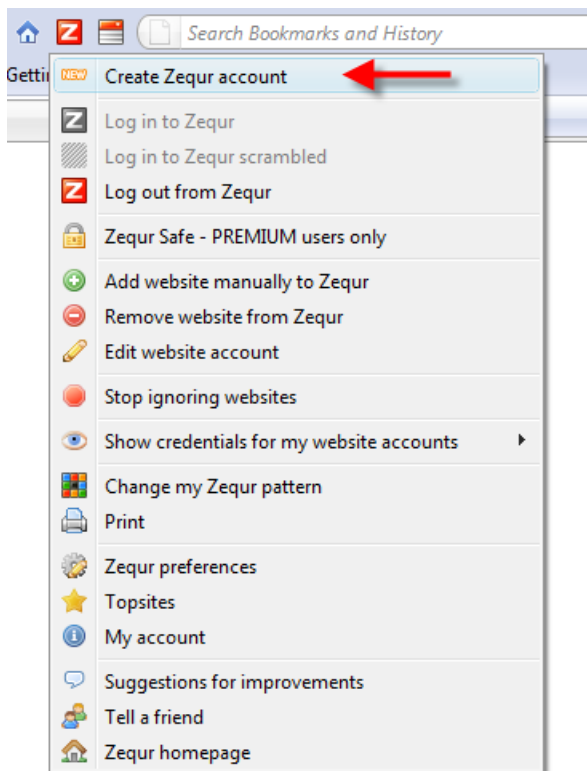 Z
Search Bookmarks and History
Getti
NEW Create Zequr account
Z Log in to Zequr
Log in to Zequr scrambled
Z Log out from Zequr
Zequr Safe - PREMIUM users only
Add website manually to Zequr
Remove website from Zequr
Edit website account
Stop ignoring websites
Show credentials for my website accounts
Change my Zequr pattern
Print
Zequr preferences
Topsites
My account
Suggestions for improvements
Tell a friend
Zequr homepage